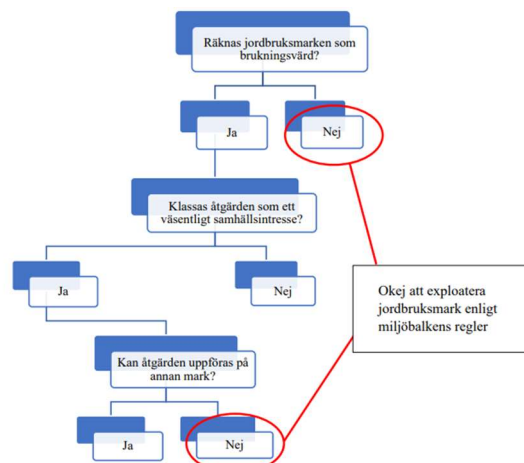 Räknas jordbruksmarken som
brukningsvärd?
Ja
Nej
Klassas åtgärden som ett
väsentligt samhällsintresse?
Ja
Nej
Okej att exploatera
jordbruksmark enligt
miljöbalkens regler
Kan åtgärden uppföras på
annan mark?
Ja
Nej